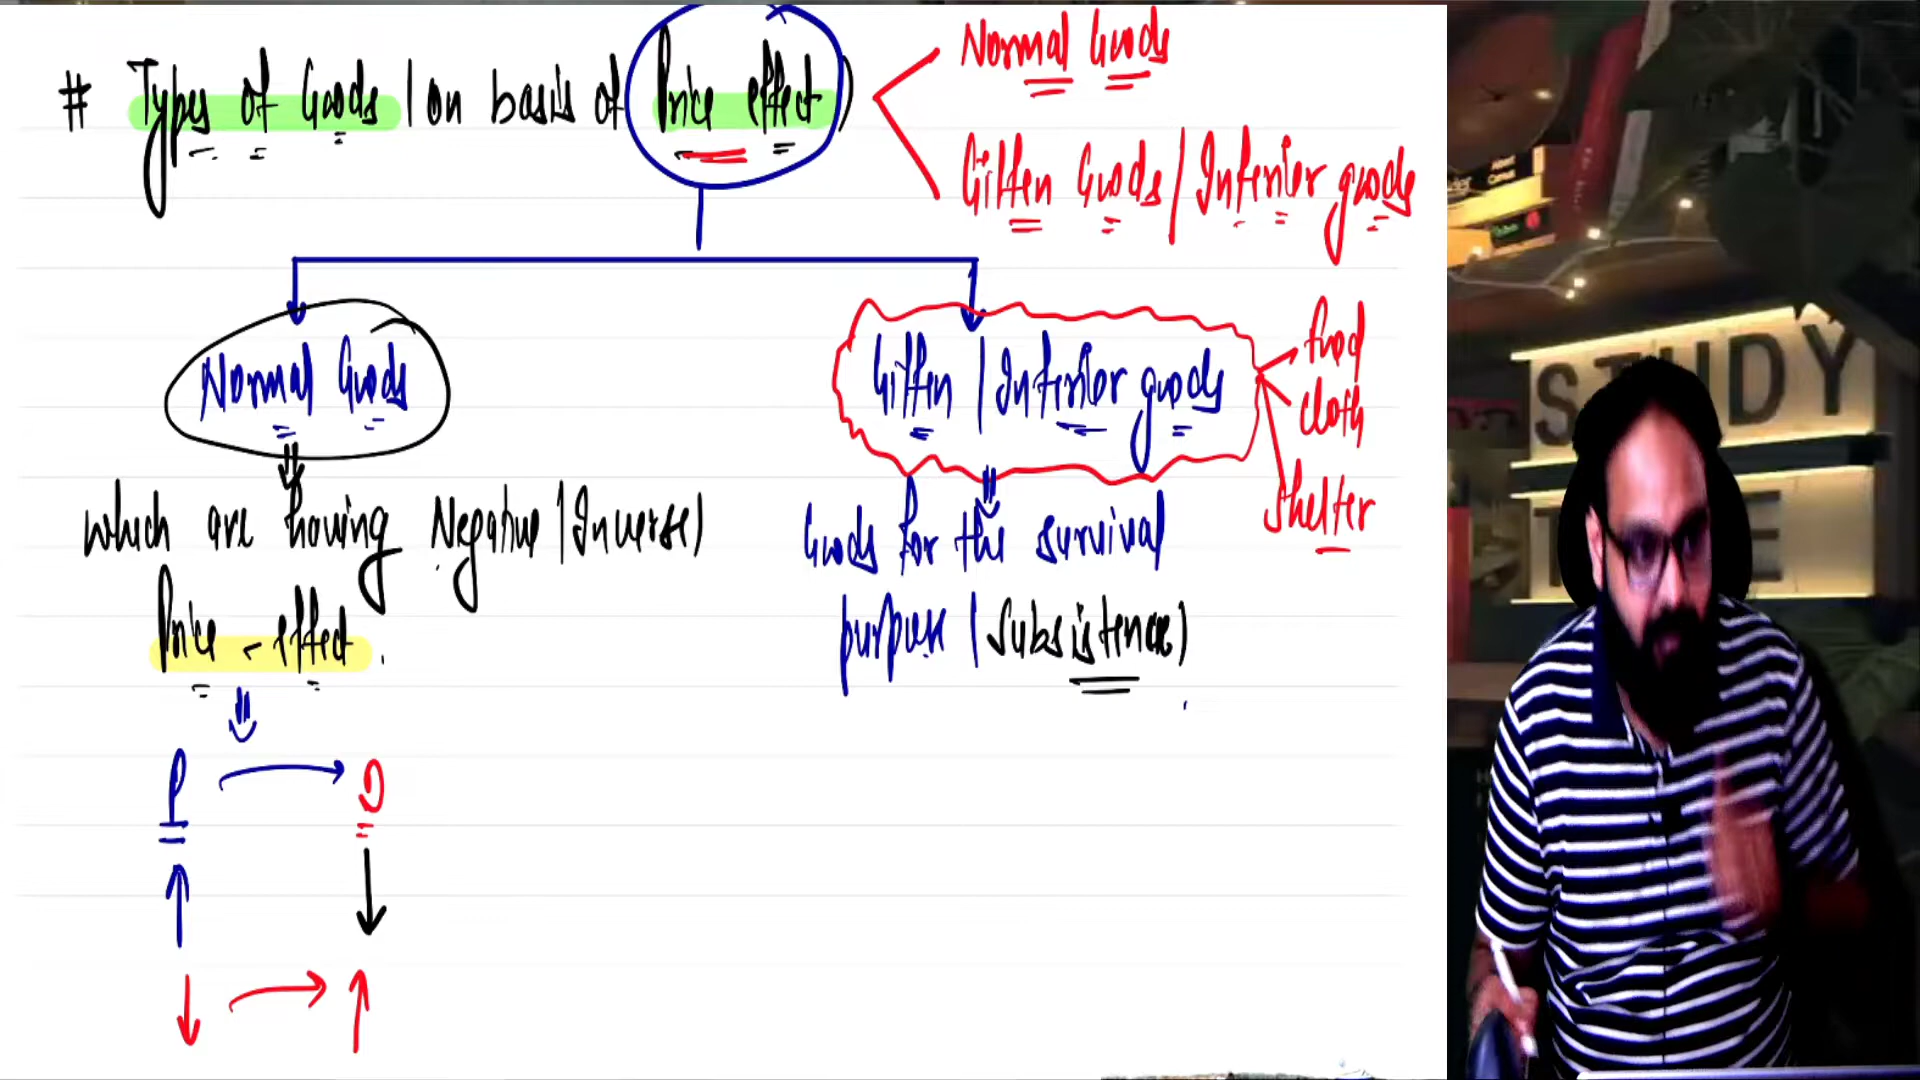 # Types of Goods (on basis of Price effect)
Normal Goods
Giffen Goods / Inferior goods
Normal Goods
Giffen / Inferior goods
food
cloth
shelter
which are having Negative (Inverse)
Price - effect.
Goods for the survival
purpose (Subsistence)
P → D
↑ ↓
↓ → ↑
STUDY